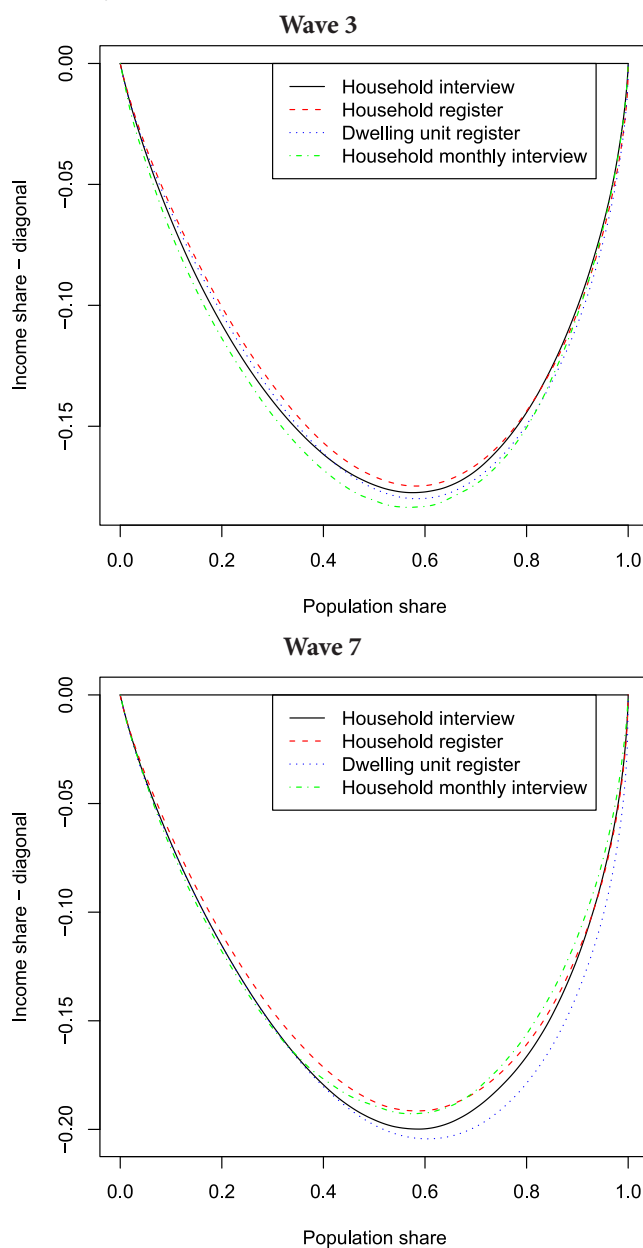 Wave 3
0.00
−0.05
−0.10
−0.15
Income share − diagonal
Household interview
Household register
Dwelling unit register
Household monthly interview
0.0 0.2 0.4 0.6 0.8 1.0
Population share
Wave 7
0.00
−0.05
−0.10
−0.15
−0.20
Income share − diagonal
Household interview
Household register
Dwelling unit register
Household monthly interview
0.0 0.2 0.4 0.6 0.8 1.0
Population share